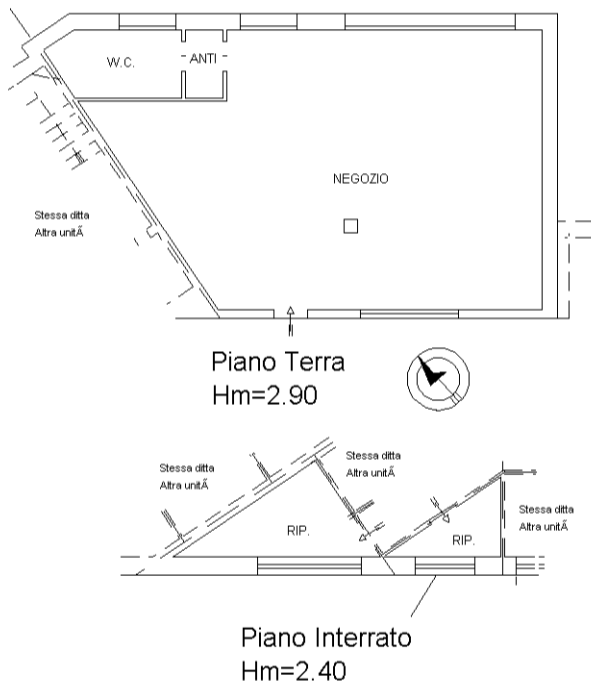 W.C.
ANTI
NEGOZIO
Stessa ditta
Altra unitÃ
Piano Terra
Hm=2.90
Stessa ditta
Altra unitÃ
Stessa ditta
Altra unitÃ
Stessa ditta
Altra unitÃ
RIP.
RIP.
Piano Interrato
Hm=2.40